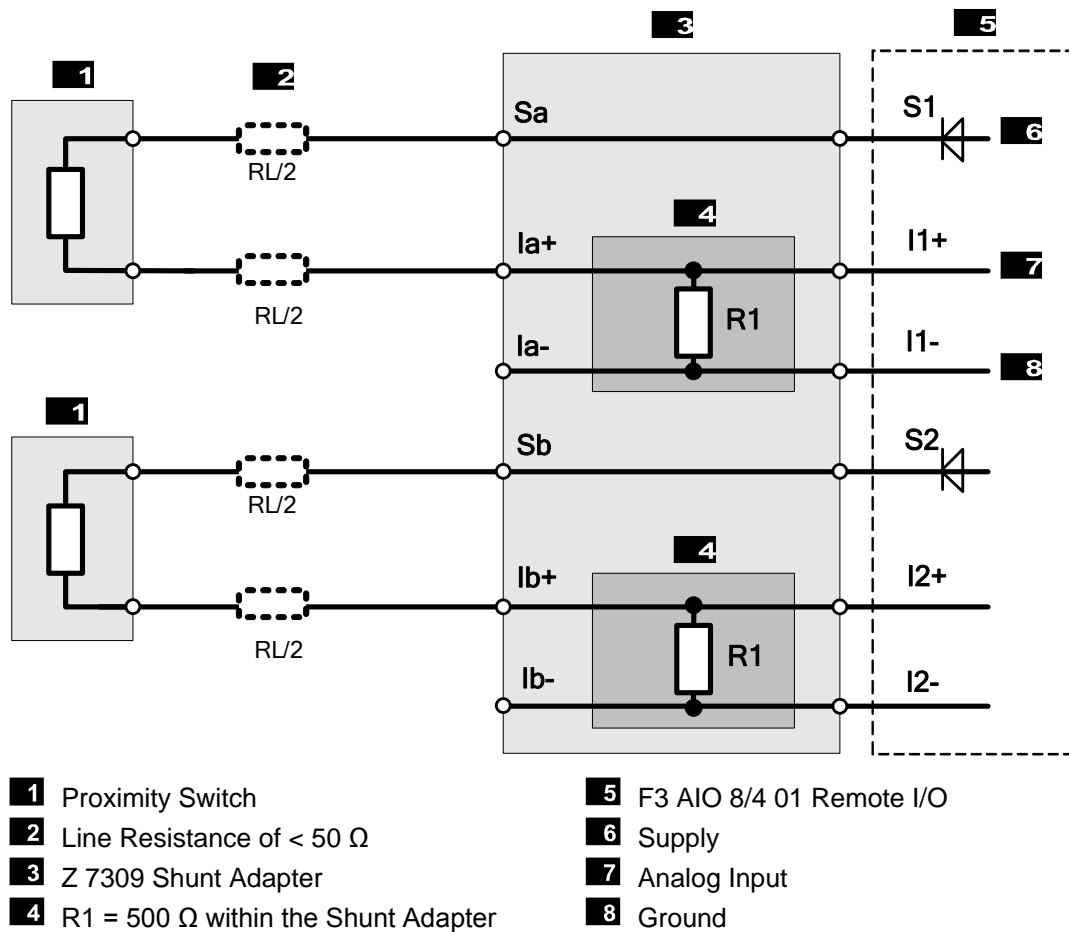 3
5
1
2
Sa
S1
6
RL/2
4
Ia+
I1+
7
RL/2
R1
Ia-
I1-
8
1
Sb
S2
RL/2
4
Ib+
I2+
RL/2
R1
Ib-
I2-
1 Proximity Switch
2 Line Resistance of < 50 Ω
3 Z 7309 Shunt Adapter
4 R1 = 500 Ω within the Shunt Adapter
5 F3 AIO 8/4 01 Remote I/O
6 Supply
7 Analog Input
8 Ground